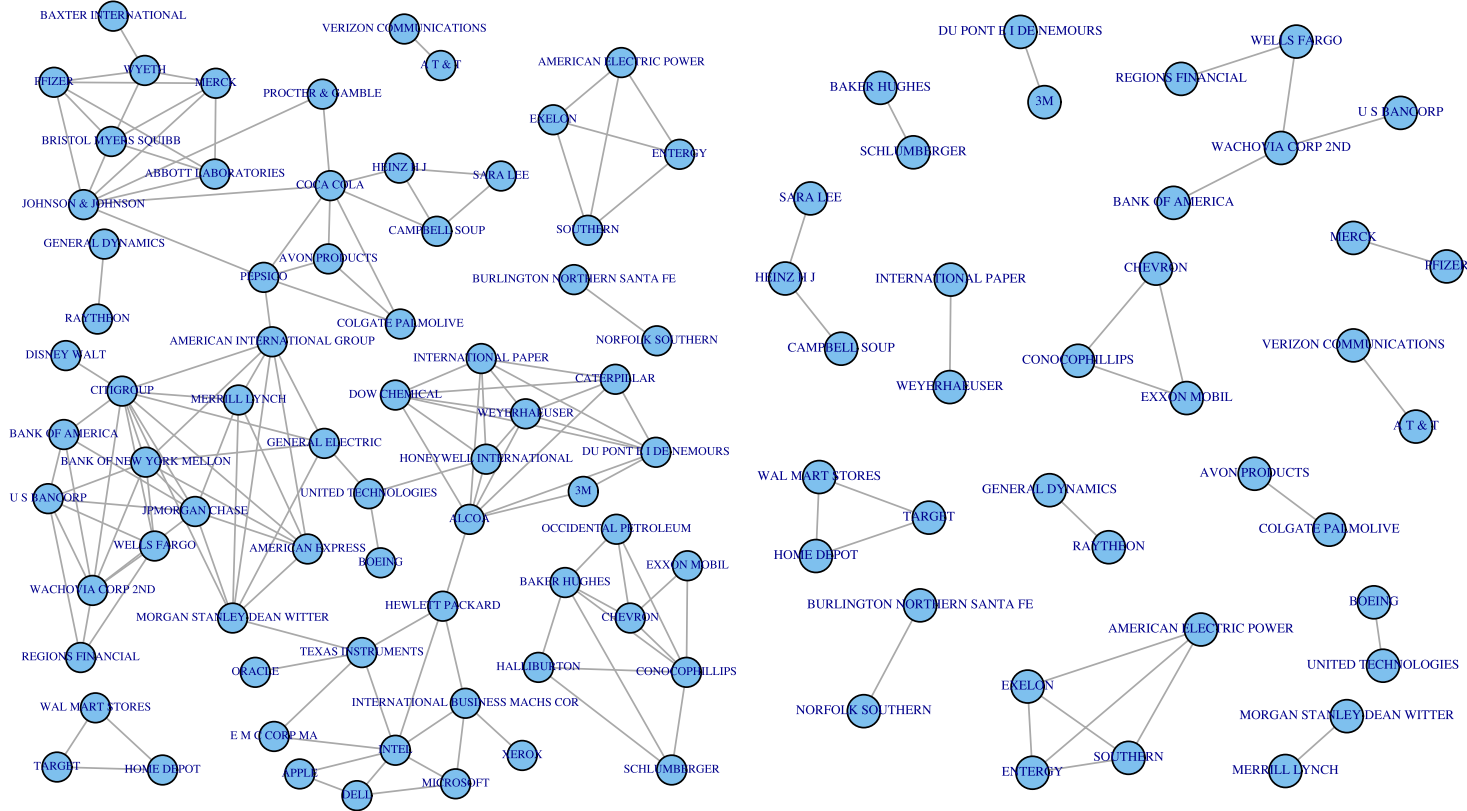 BAXTER INTERNATIONAL
VERIZON COMMUNICATIONS
A T & T
AMERICAN ELECTRIC POWER
WYETH
PFIZER
MERCK
PROCTER & GAMBLE
EXELON
BRISTOL MYERS SQUIBB
ENTERGY
ABBOTT LABORATORIES
HEINZ H J
SARA LEE
COCA COLA
JOHNSON & JOHNSON
CAMPBELL SOUP
SOUTHERN
GENERAL DYNAMICS
AVON PRODUCTS
PEPSICO
BURLINGTON NORTHERN SANTA FE
RAYTHEON
COLGATE PALMOLIVE
NORFOLK SOUTHERN
AMERICAN INTERNATIONAL GROUP
DISNEY WALT
INTERNATIONAL PAPER
CATERPILLAR
CITIGROUP
MERRILL LYNCH
DOW CHEMICAL
WEYERHAEUSER
BANK OF AMERICA
GENERAL ELECTRIC
DU PONT E I DE NEMOURS
BANK OF NEW YORK MELLON
HONEYWELL INTERNATIONAL
U S BANCORP
UNITED TECHNOLOGIES
3M
JPMORGAN CHASE
ALCOA
OCCIDENTAL PETROLEUM
WELLS FARGO
AMERICAN EXPRESS
BOEING
EXXON MOBIL
WACHOVIA CORP 2ND
BAKER HUGHES
HEWLETT PACKARD
MORGAN STANLEY DEAN WITTER
CHEVRON
REGIONS FINANCIAL
TEXAS INSTRUMENTS
ORACLE
HALLIBURTON
CONOCOPHILLIPS
WAL MART STORES
INTERNATIONAL BUSINESS MACHS COR
E M C CORP MA
INTEL
XEROX
TARGET
HOME DEPOT
APPLE
DELL
MICROSOFT
SCHLUMBERGER
DU PONT E I DE NEMOURS
WELLS FARGO
REGIONS FINANCIAL
BAKER HUGHES
3M
U S BANCORP
SCHLUMBERGER
WACHOVIA CORP 2ND
SARA LEE
BANK OF AMERICA
MERCK
PFIZER
HEINZ H J
INTERNATIONAL PAPER
CHEVRON
CAMPBELL SOUP
CONOCOPHILLIPS
VERIZON COMMUNICATIONS
WEYERHAEUSER
EXXON MOBIL
A T & T
WAL MART STORES
GENERAL DYNAMICS
AVON PRODUCTS
TARGET
COLGATE PALMOLIVE
HOME DEPOT
RAYTHEON
BURLINGTON NORTHERN SANTA FE
BOEING
AMERICAN ELECTRIC POWER
UNITED TECHNOLOGIES
EXELON
NORFOLK SOUTHERN
MORGAN STANLEY DEAN WITTER
SOUTHERN
ENTERGY
MERRILL LYNCH